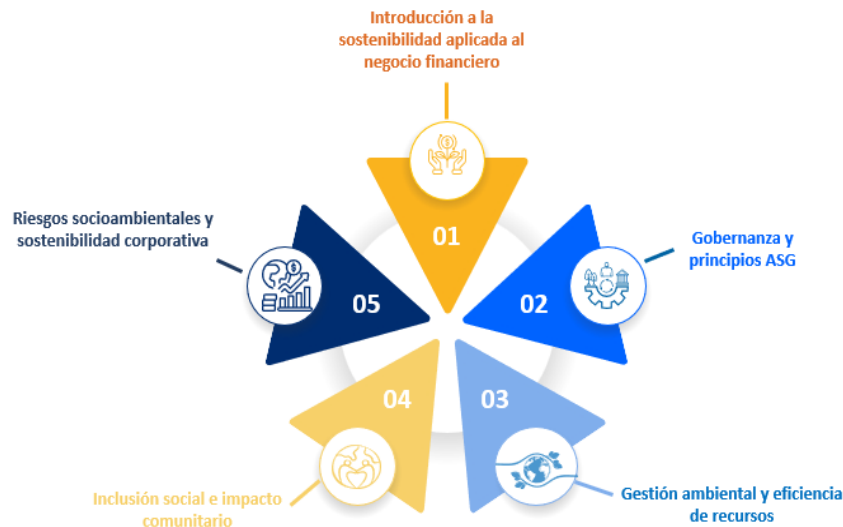 Introducción a la
sostenibilidad aplicada al
negocio financiero
01
Gobernanza y
principios ASG
02
Gestión ambiental y eficiencia
de recursos
03
Inclusión social e impacto
comunitario
04
Riesgos socioambientales y
sostenibilidad corporativa
05